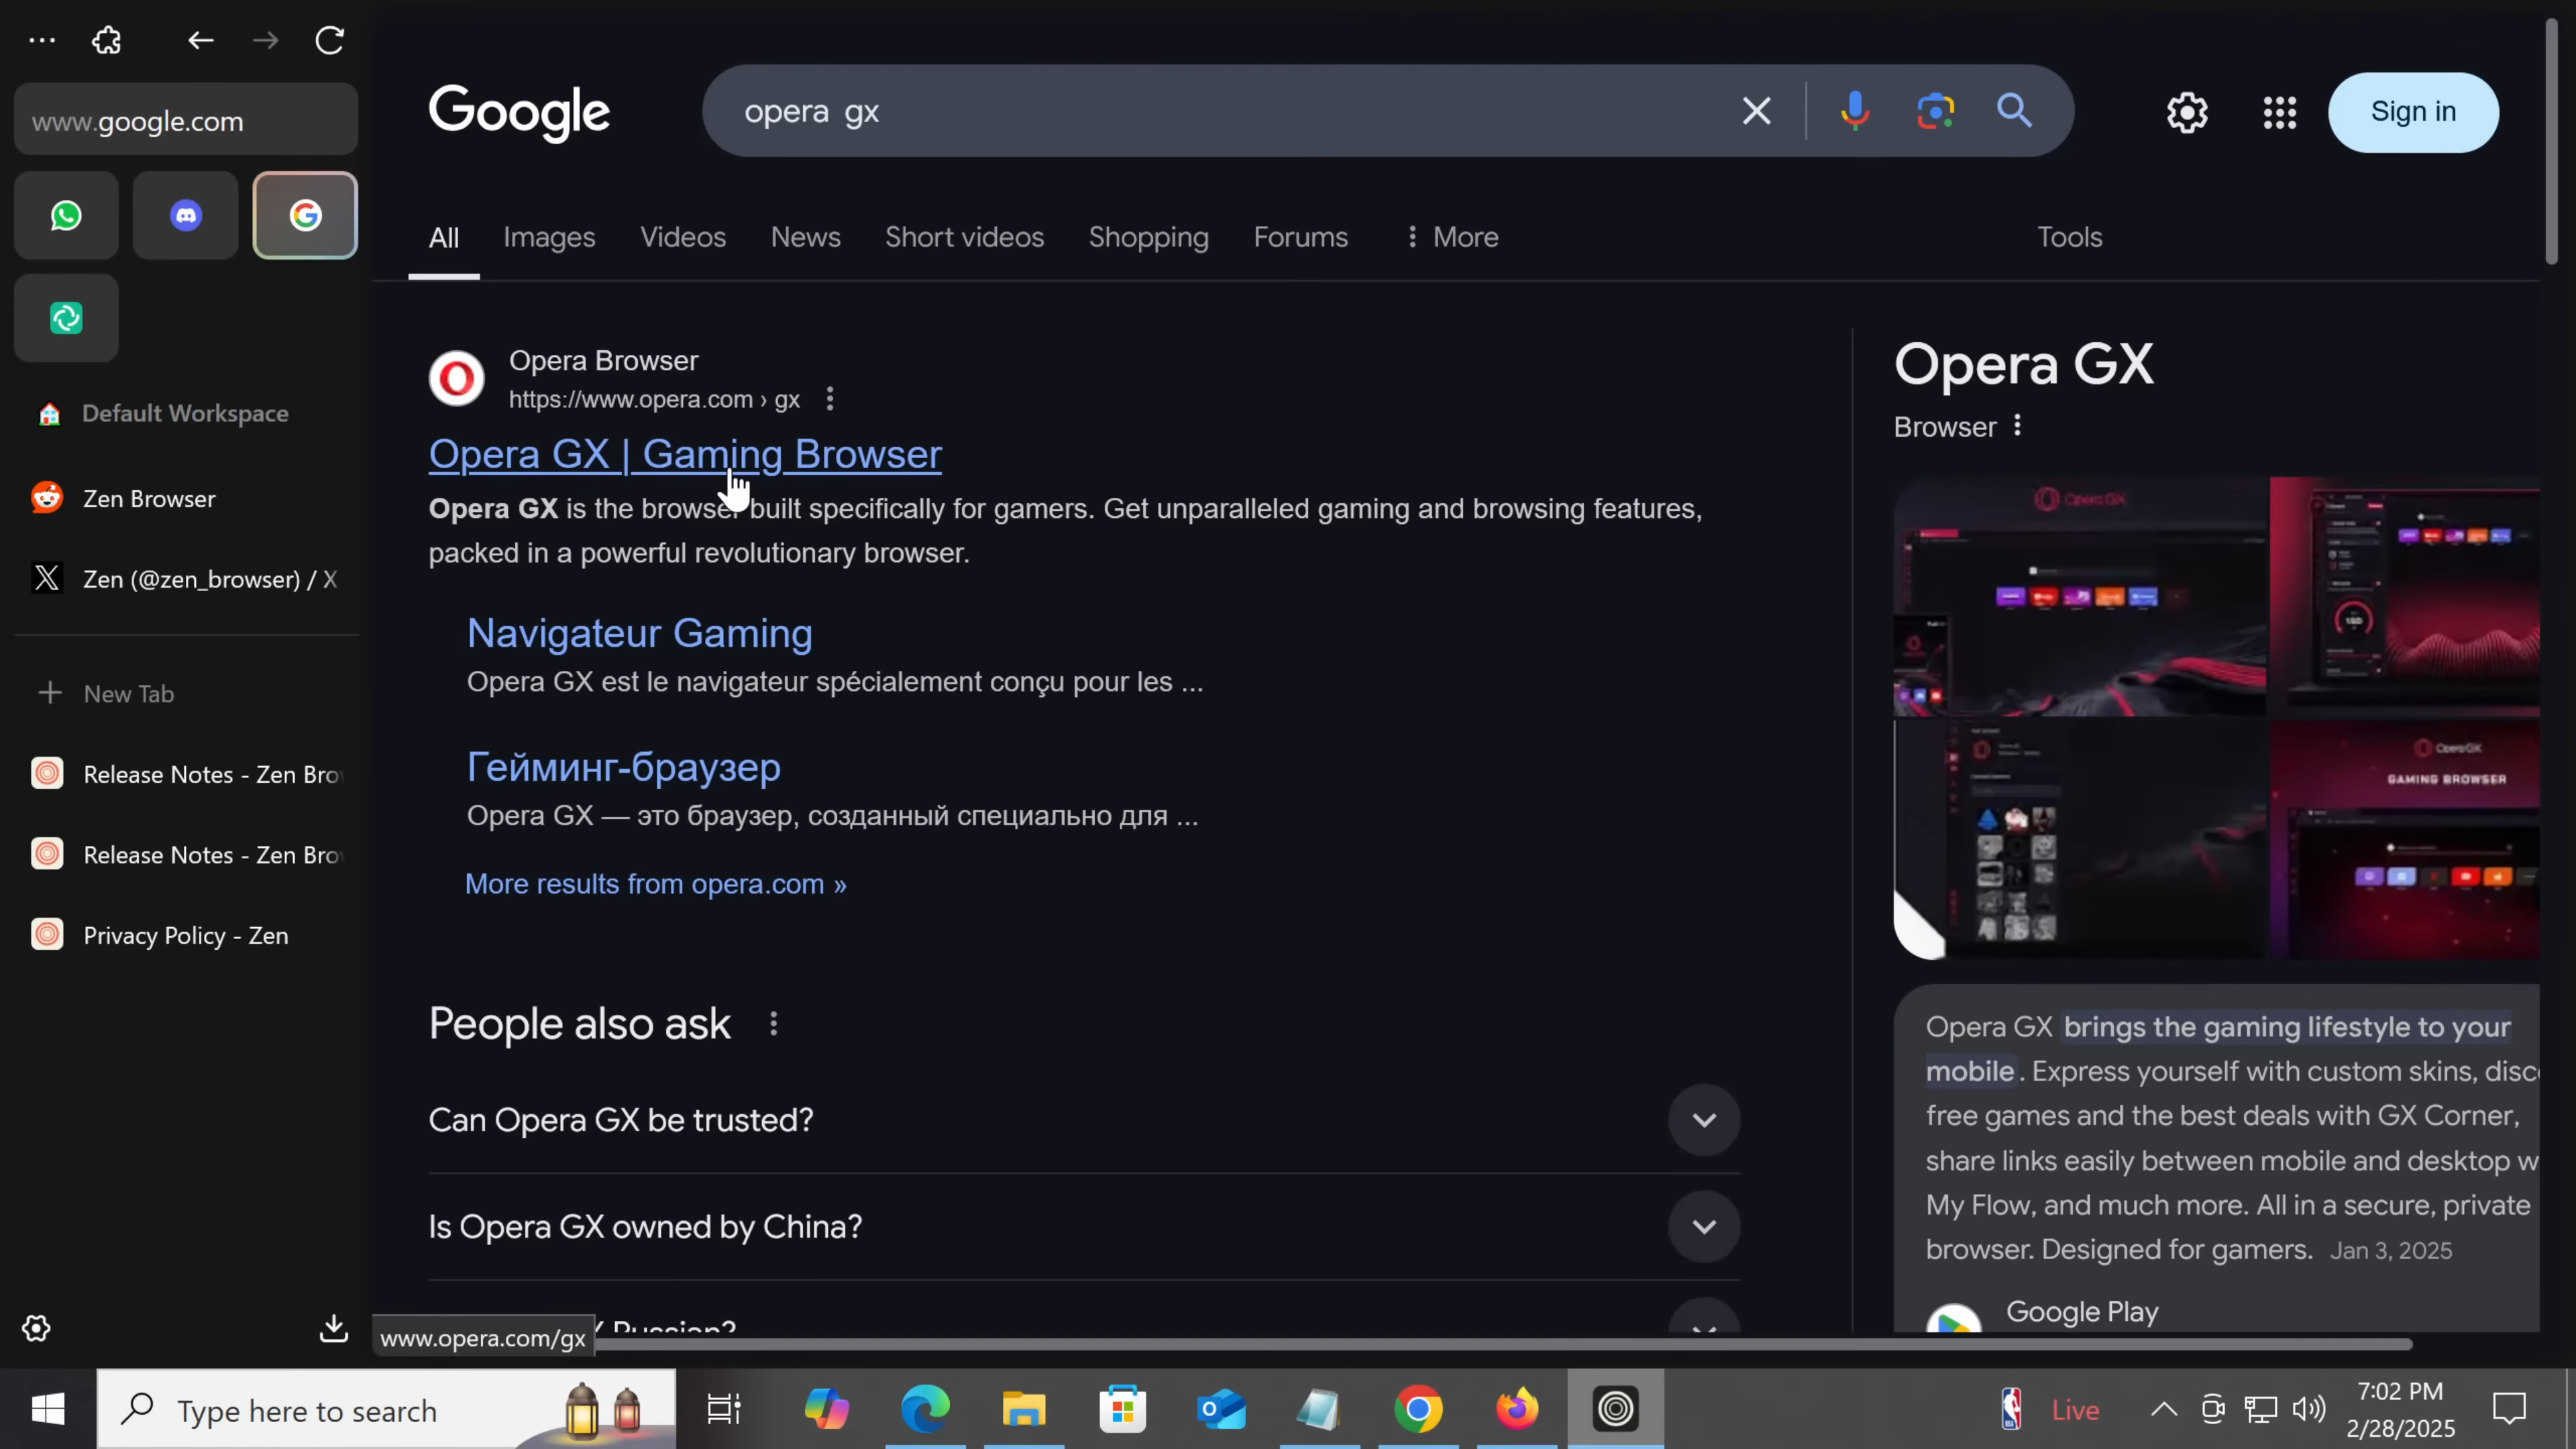 www.google.com
Default Workspace
Zen Browser
Zen (@zen_browser) / X
New Tab
Release Notes - Zen Bro
Release Notes - Zen Bro
Privacy Policy - Zen
Google
opera gx
Sign in
All
Images
Videos
News
Short videos
Shopping
Forums
More
Tools
Opera Browser
https://www.opera.com › gx
Opera GX | Gaming Browser
Opera GX is the browser built specifically for gamers. Get unparalleled gaming and browsing features,
packed in a powerful revolutionary browser.
Navigateur Gaming
Opera GX est le navigateur spécialement conçu pour les ...
Гейминг-браузер
Opera GX — это браузер, созданный специально для ...
More results from opera.com »
People also ask
Can Opera GX be trusted?
Is Opera GX owned by China?
Russian?
www.opera.com/gx
Opera GX
Browser
Opera GX
Opera GX
GAMING BROWSER
Opera GX brings the gaming lifestyle to your
mobile. Express yourself with custom skins, disc
free games and the best deals with GX Corner,
share links easily between mobile and desktop w
My Flow, and much more. All in a secure, private
browser. Designed for gamers. Jan 3, 2025
Google Play
Type here to search
Live
7:02 PM
2/28/2025